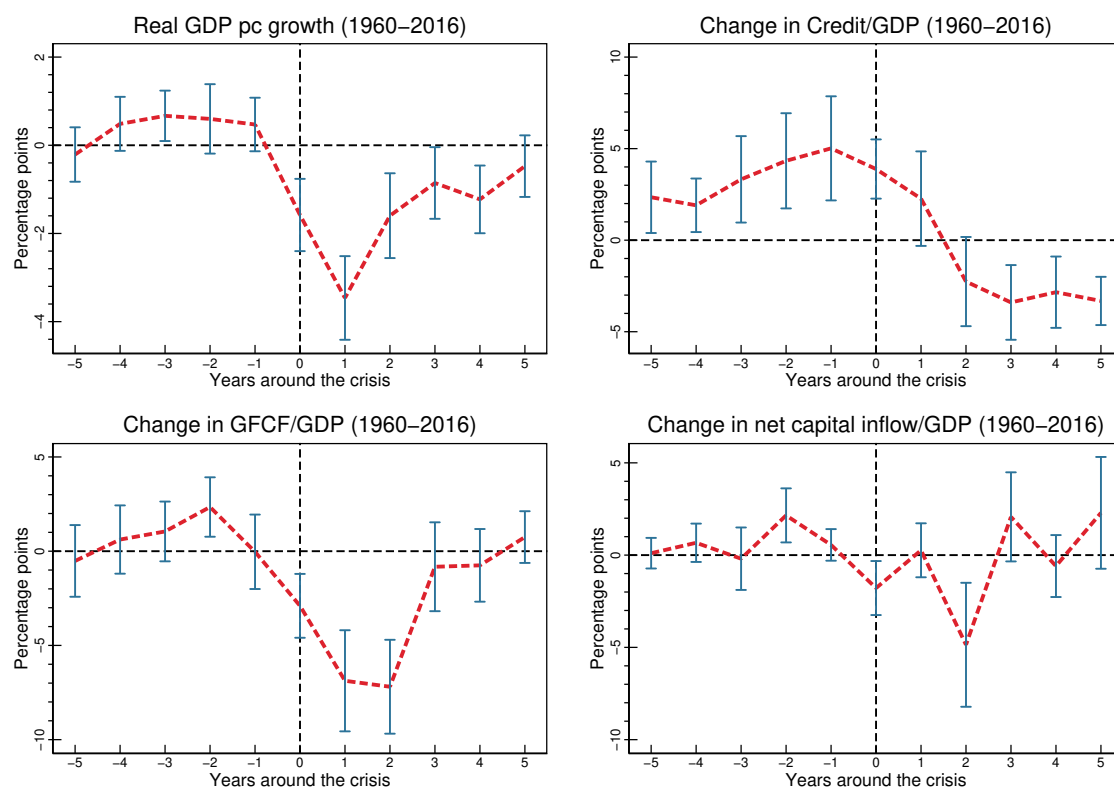 Real GDP pc growth (1960−2016)
Percentage points
2
0
−2
−4
−5 −4 −3 −2 −1 0 1 2 3 4 5
Years around the crisis
Change in Credit/GDP (1960−2016)
Percentage points
10
5
0
−5
−5 −4 −3 −2 −1 0 1 2 3 4 5
Years around the crisis
Change in GFCF/GDP (1960−2016)
Percentage points
5
0
−5
−10
−5 −4 −3 −2 −1 0 1 2 3 4 5
Years around the crisis
Change in net capital inflow/GDP (1960−2016)
Percentage points
5
0
−5
−10
−5 −4 −3 −2 −1 0 1 2 3 4 5
Years around the crisis